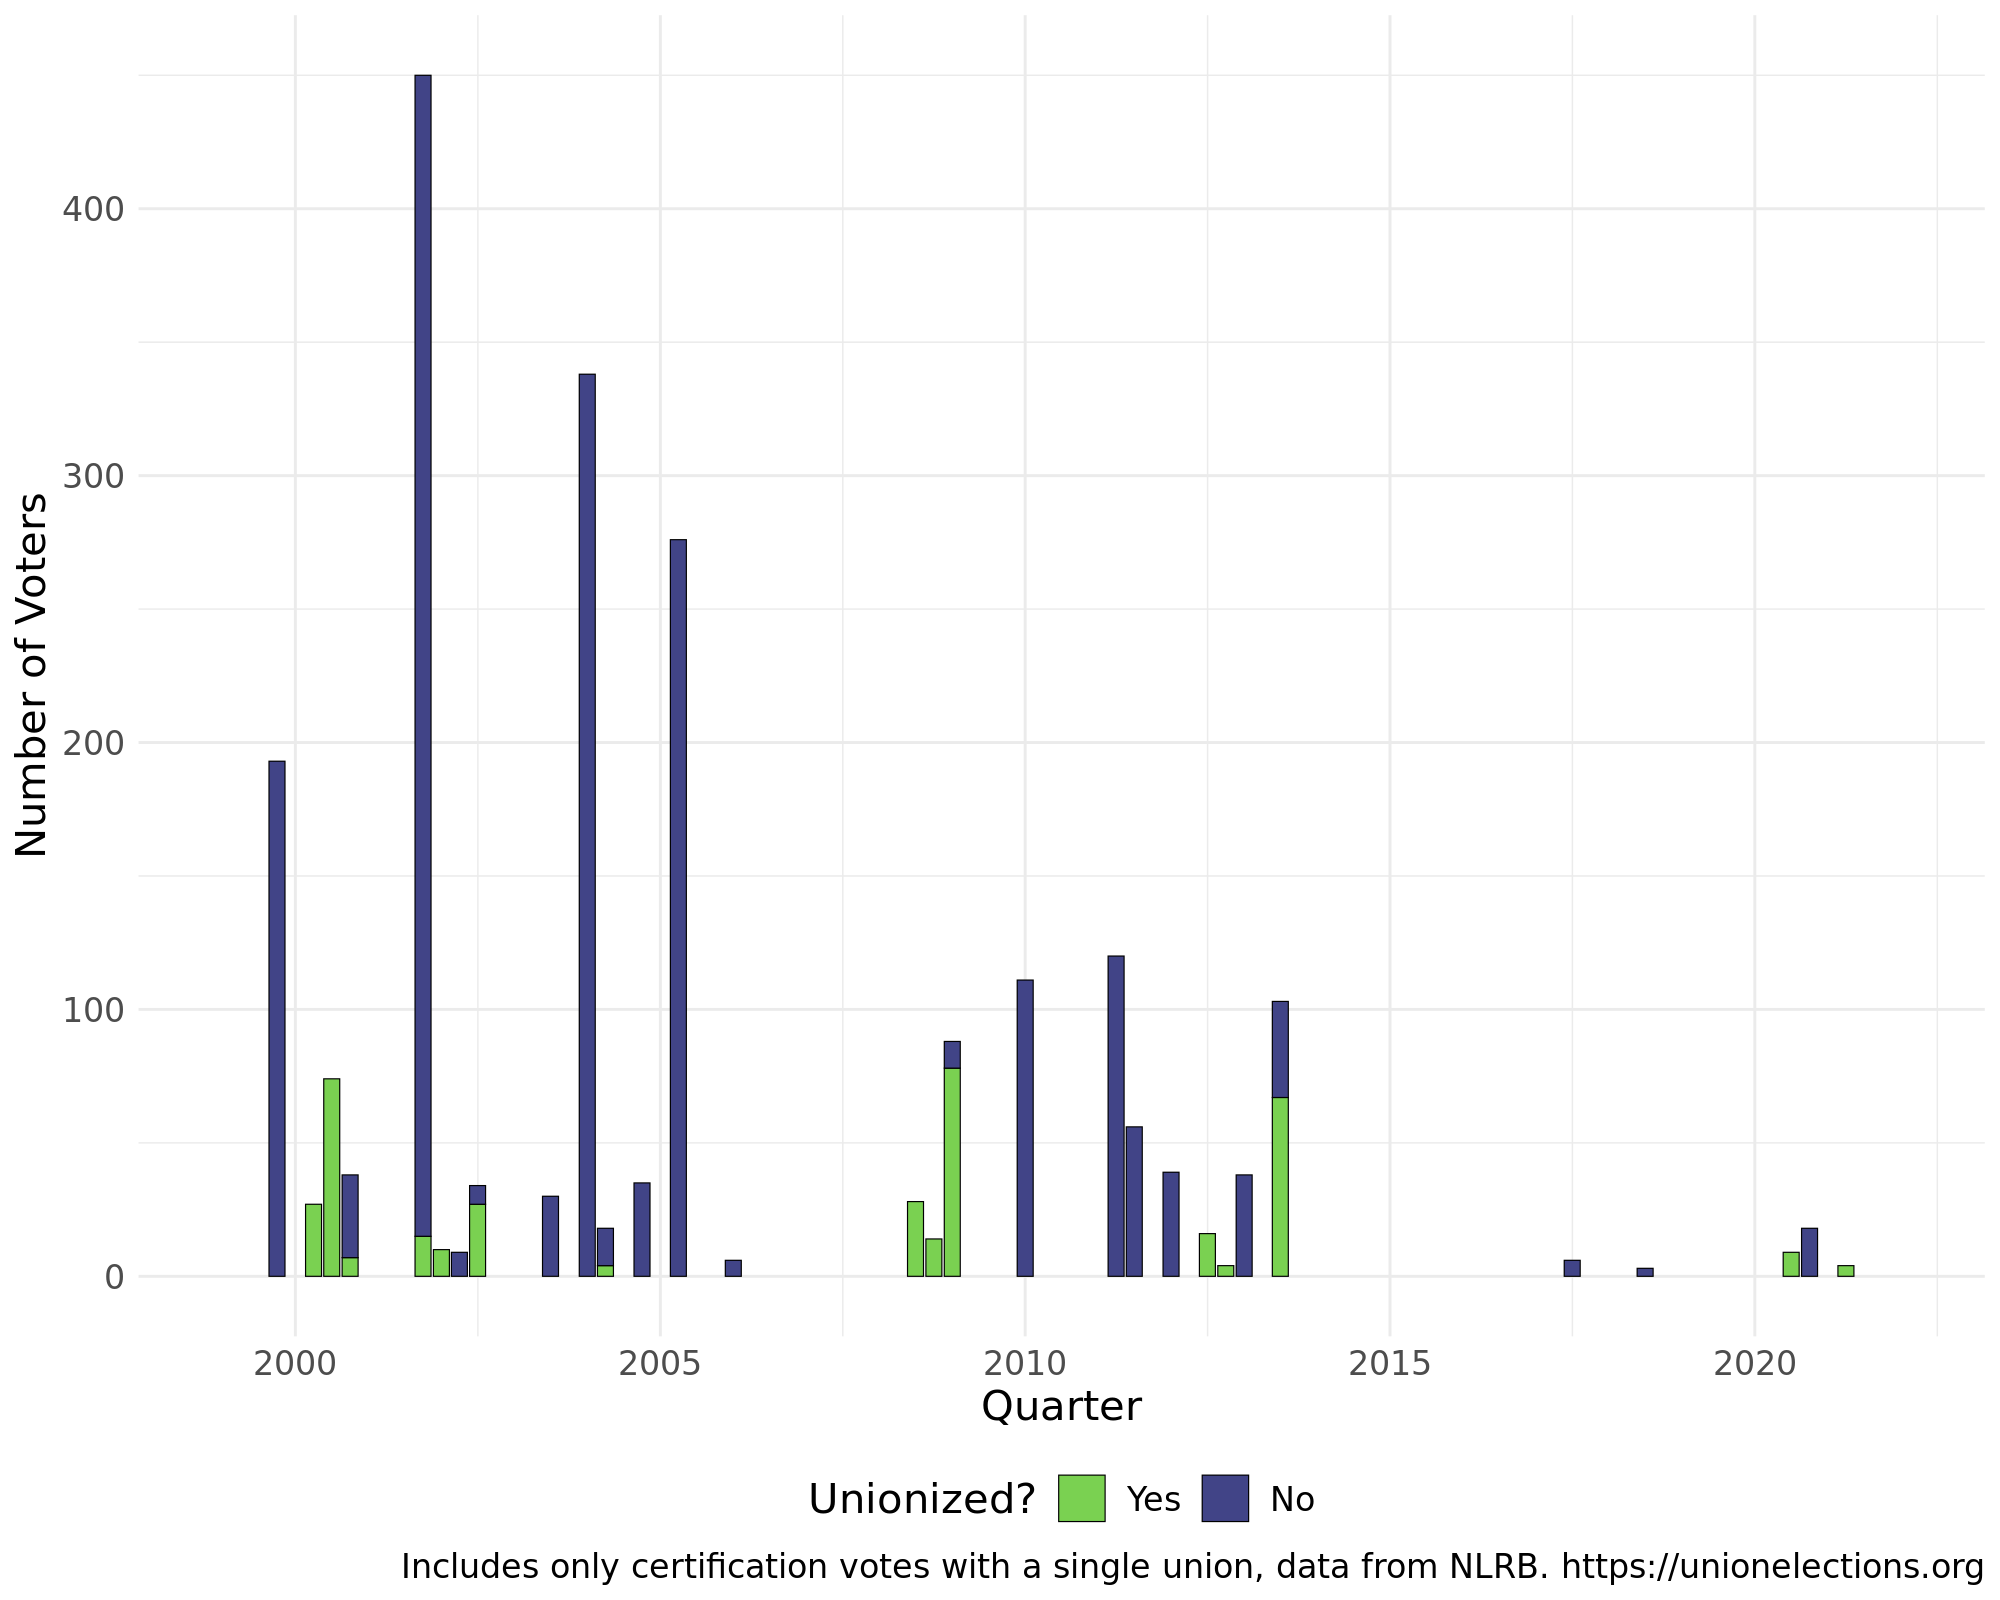 Number of Voters
400
300
200
100
0
2000 2005 2010 2015 2020
Quarter
Unionized? Yes No
Includes only certification votes with a single union, data from NLRB. https://unionelections.org